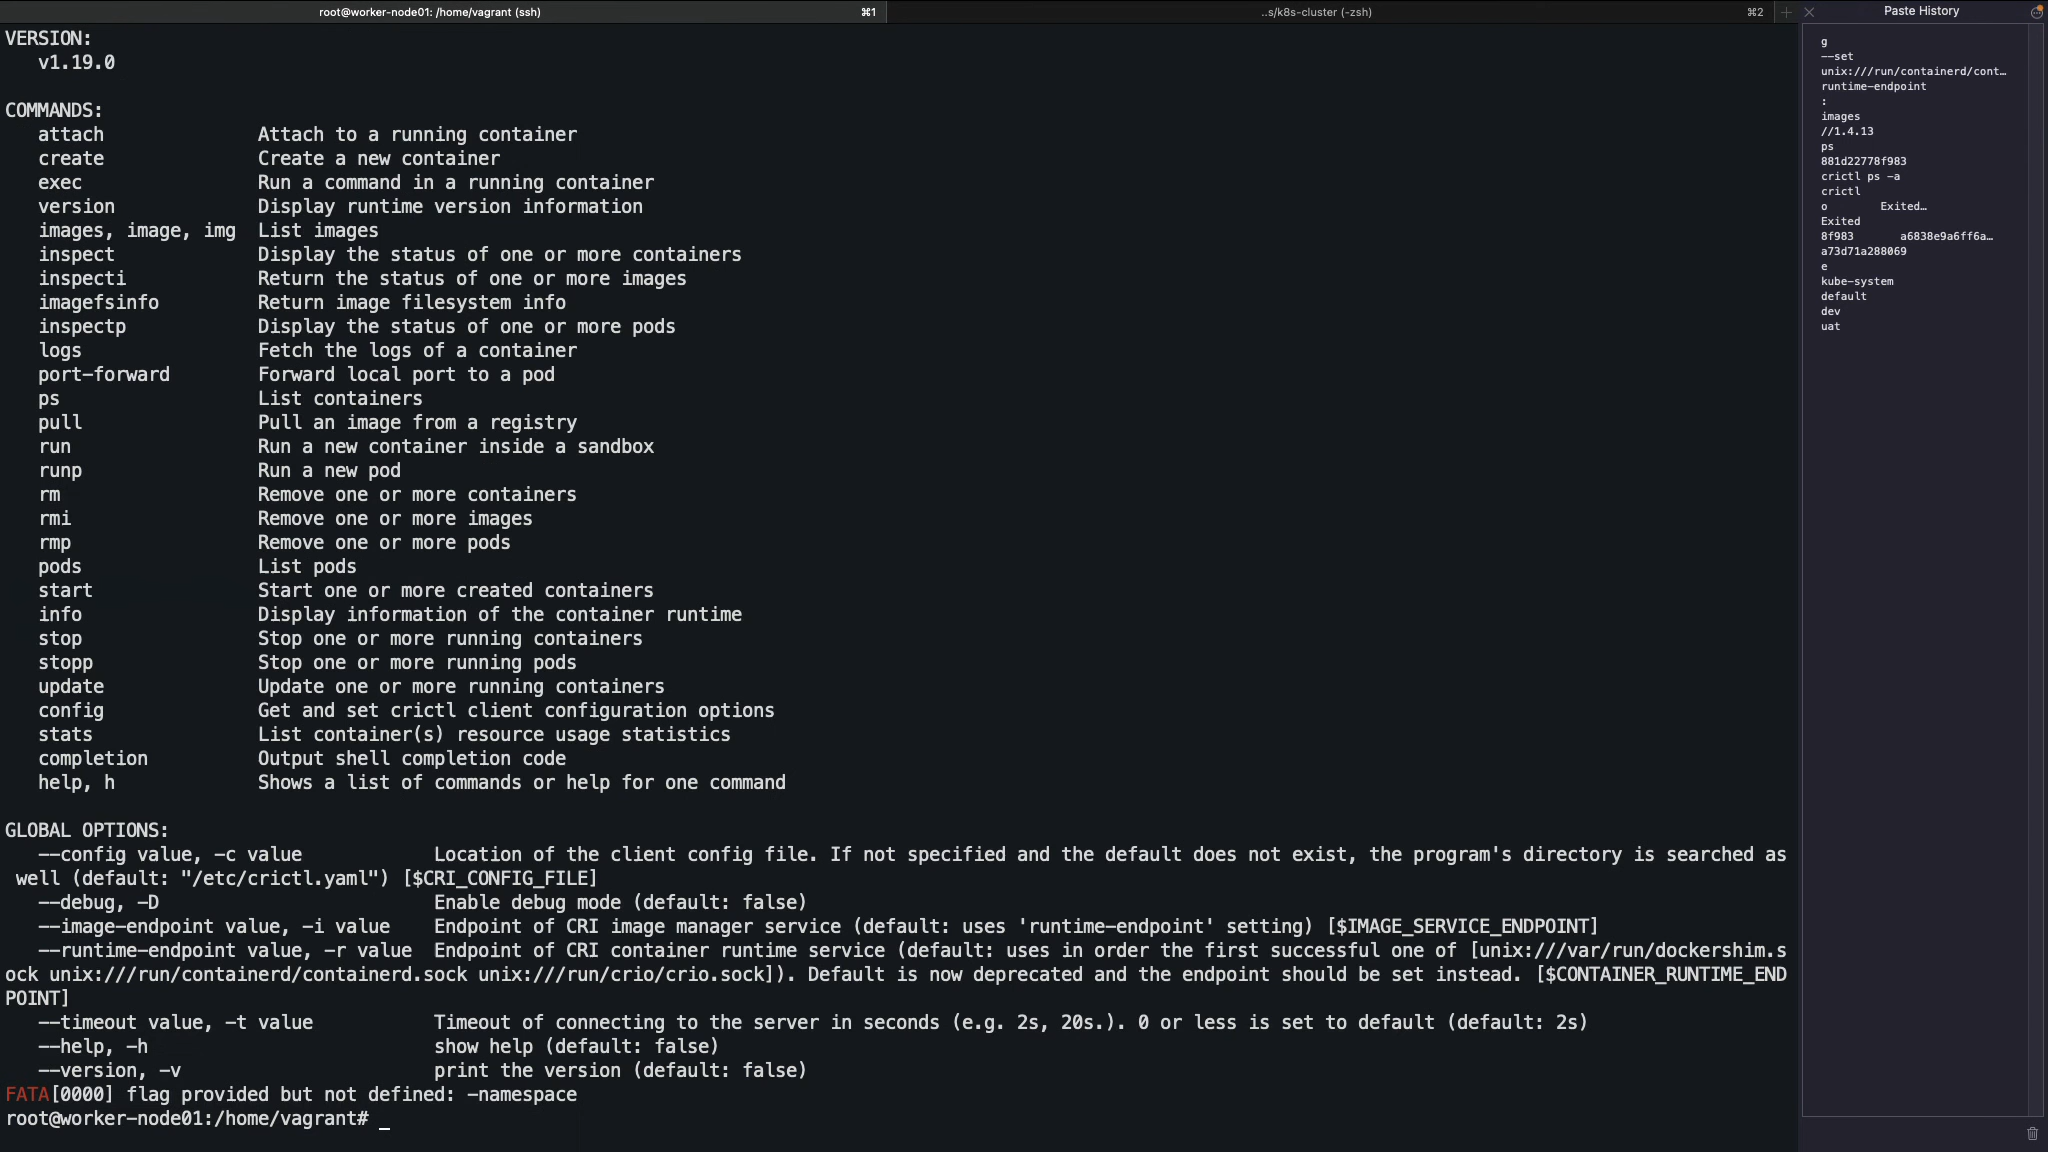 root@worker-node01: /home/vagrant (ssh) ⌘1 ..s/k8s-cluster (-zsh) ⌘2 Paste History
VERSION:
v1.19.0
COMMANDS:
attach Attach to a running container
create Create a new container
exec Run a command in a running container
version Display runtime version information
images, image, img List images
inspect Display the status of one or more containers
inspecti Return the status of one or more images
imagefsinfo Return image filesystem info
inspectp Display the status of one or more pods
logs Fetch the logs of a container
port-forward Forward local port to a pod
ps List containers
pull Pull an image from a registry
run Run a new container inside a sandbox
runp Run a new pod
rm Remove one or more containers
rmi Remove one or more images
rmp Remove one or more pods
pods List pods
start Start one or more created containers
info Display information of the container runtime
stop Stop one or more running containers
stopp Stop one or more running pods
update Update one or more running containers
config Get and set crictl client configuration options
stats List container(s) resource usage statistics
completion Output shell completion code
help, h Shows a list of commands or help for one command
GLOBAL OPTIONS:
--config value, -c value Location of the client config file. If not specified and the default does not exist, the program's directory is searched as
well (default: "/etc/crictl.yaml") [$CRI_CONFIG_FILE]
--debug, -D Enable debug mode (default: false)
--image-endpoint value, -i value Endpoint of CRI image manager service (default: uses 'runtime-endpoint' setting) [$IMAGE_SERVICE_ENDPOINT]
--runtime-endpoint value, -r value Endpoint of CRI container runtime service (default: uses in order the first successful one of [unix:///var/run/dockershim.s
ock unix:///run/containerd/containerd.sock unix:///run/crio/crio.sock]). Default is now deprecated and the endpoint should be set instead. [$CONTAINER_RUNTIME_END
POINT]
--timeout value, -t value Timeout of connecting to the server in seconds (e.g. 2s, 20s.). 0 or less is set to default (default: 2s)
--help, -h show help (default: false)
--version, -v print the version (default: false)
FATA[0000] flag provided but not defined: -namespace
root@worker-node01:/home/vagrant# _
g
--set
unix:///run/containerd/cont…
runtime-endpoint
:
images
//1.4.13
ps
881d22778f983
crictl ps -a
crictl
o Exited…
Exited
8f983 a6838e9a6ff6a…
a73d71a288069
e
kube-system
default
dev
uat